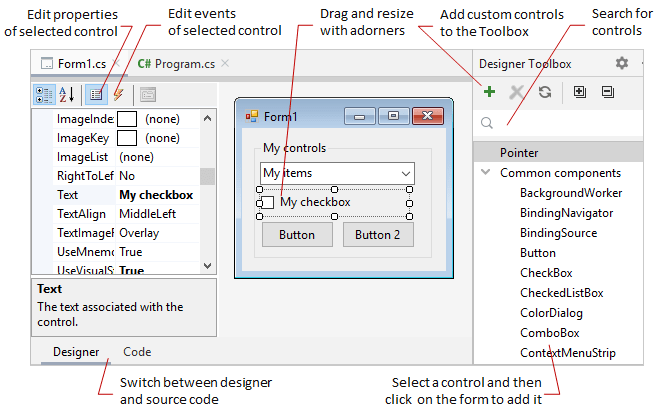 Edit properties
of selected control
Edit events
of selected control
Drag and resize
with adorners
Add custom controls
to the Toolbox
Search for
controls
Form1.cs
C# Program.cs
Designer Toolbox
ImageInde (none)
ImageKey (none)
ImageList (none)
RightToLef No
Text My checkbox
TextAlign MiddleLeft
TextImageF Overlay
UseMnemo True
UseVisualSt True
Text
The text associated with the
control.
Designer
Code
Form1
My controls
My items
My checkbox
Button
Button 2
Pointer
Common components
BackgroundWorker
BindingNavigator
BindingSource
Button
CheckBox
CheckedListBox
ColorDialog
ComboBox
ContextMenuStrip
Switch between designer
and source code
Select a control and then
click on the form to add it